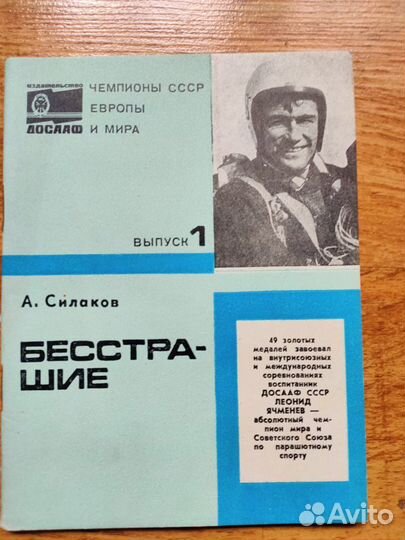 издательство
ДОСААФ
ЧЕМПИОНЫ СССР
ЕВРОПЫ
И МИРА
ВЫПУСК 1
А. Силаков
БЕССТРА-
ШИЕ
49 золотых
медалей завоевал
на внутрисоюзных
и международных
соревнованиях
воспитанник
ДОСААФ СССР
ЛЕОНИД
ЯЧМЕНЕВ —
абсолютный чем-
пион мира и
Советского Союза
по парашютному
спорту
Avito